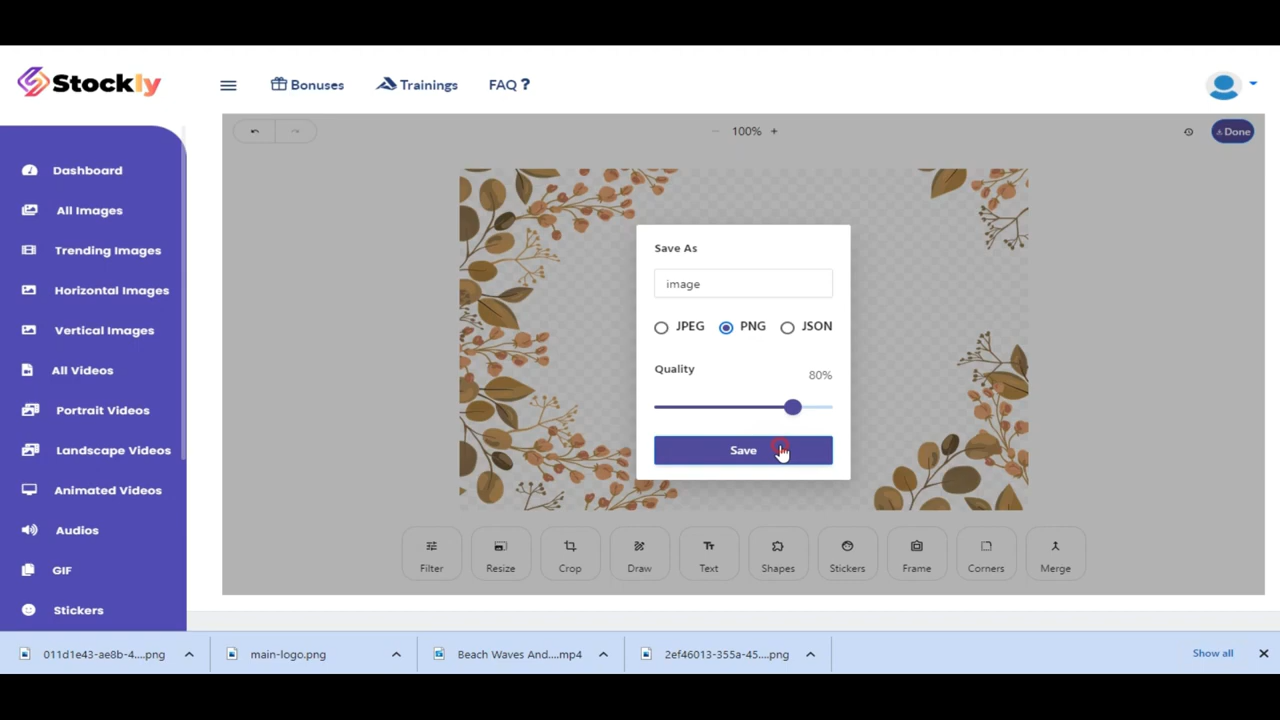 Stockly
Bonuses
Trainings
FAQ ?
100%
Done
Dashboard
All Images
Trending Images
Horizontal Images
Vertical Images
All Videos
Portrait Videos
Landscape Videos
Animated Videos
Audios
GIF
Stickers
Save As
image
JPEG PNG JSON
Quality
80%
Save
Filter Resize Crop Draw Text Shapes Stickers Frame Corners Merge
011d1e43-ae8b-4....png main-logo.png Beach Waves And....mp4 2ef46013-355a-45....png Show all